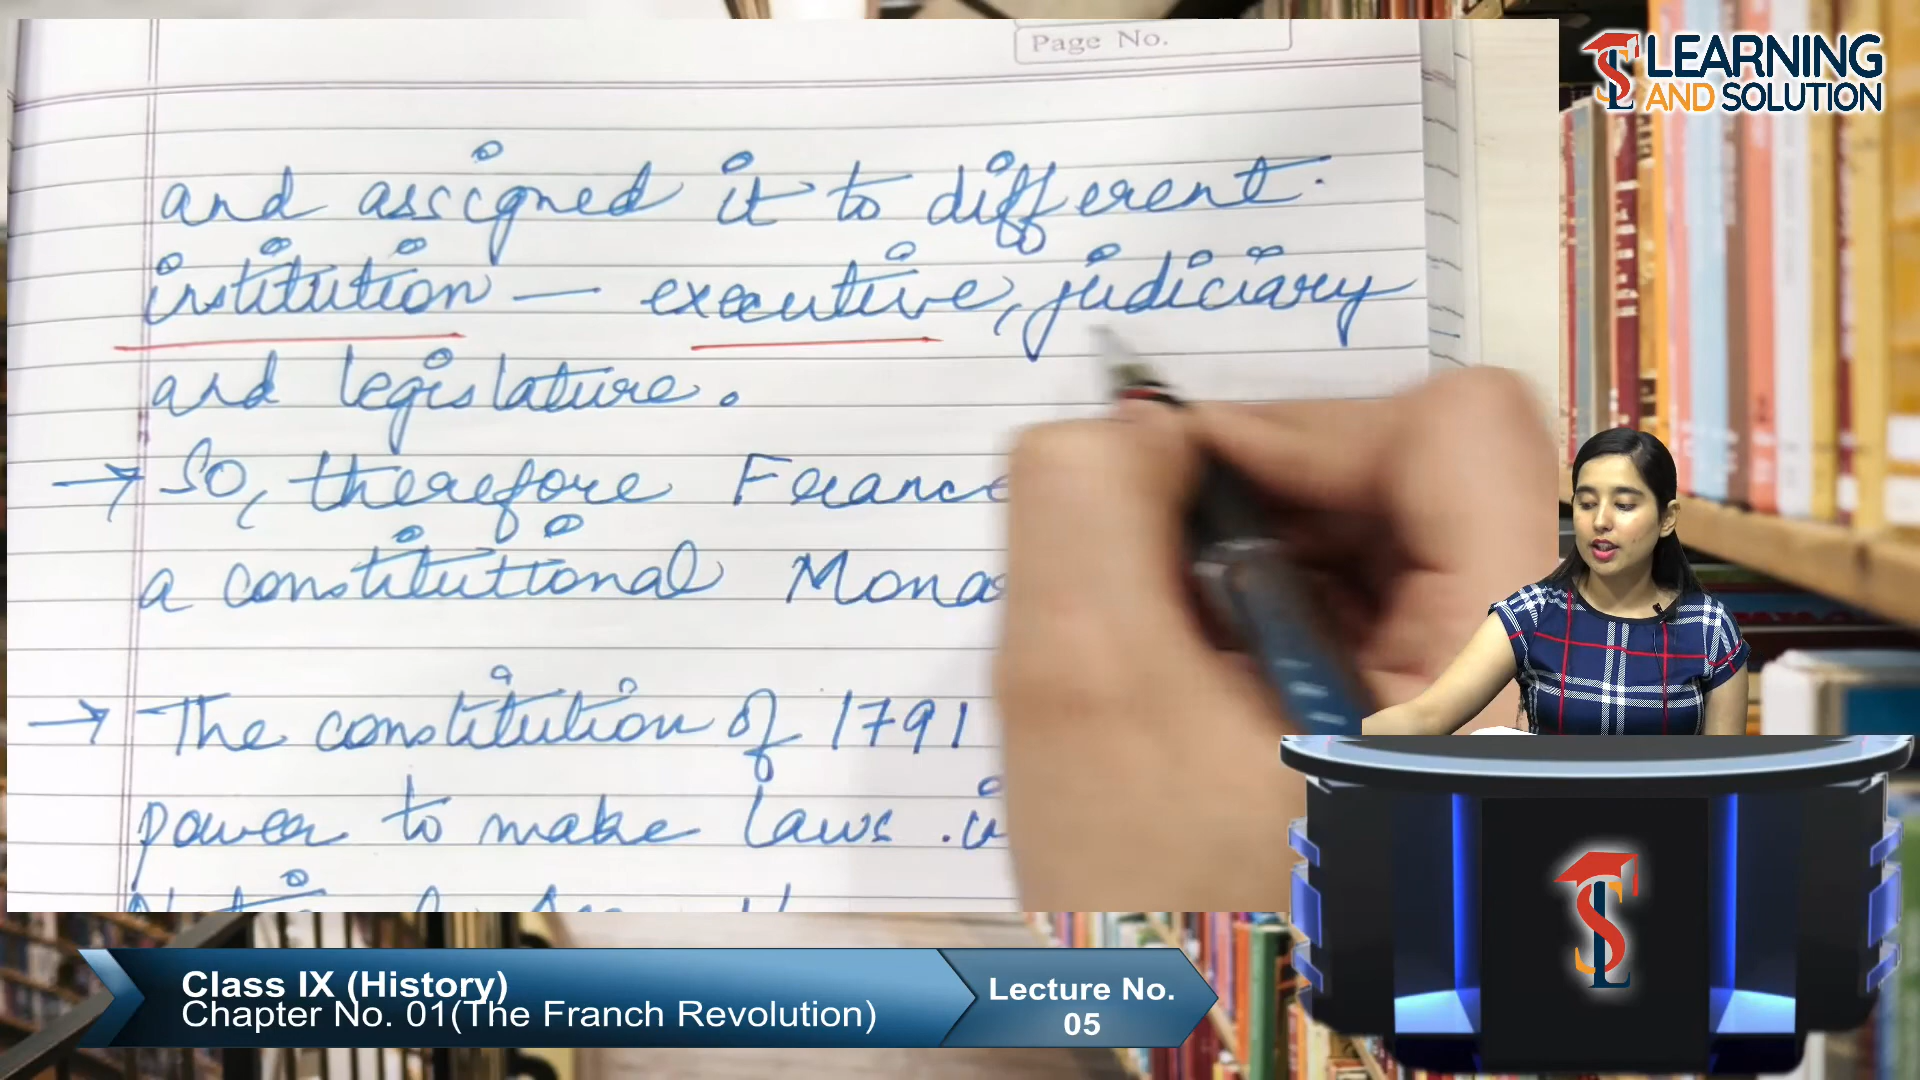 Page No.
LEARNING
AND SOLUTION
and assigned it to different
institution — executive, judiciary
and legislature.
→ So, therefore France
a constitutional Mona
→ The constitution of 1791
power to make laws
Class IX (History)
Chapter No. 01(The Franch Revolution)
Lecture No.
05